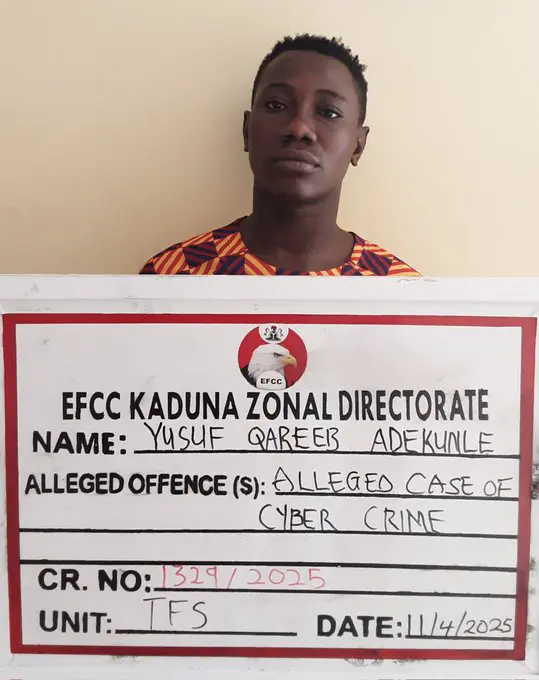 EFCC
EFCC KADUNA ZONAL DIRECTORATE
NAME: YUSUF QAREEB ADEKUNLE
ALLEGED OFFENCE (S): ALLEGED CASE OF
CYBER CRIME
CR. NO: 1329/2025
UNIT: TFS
DATE: 11/4/2025